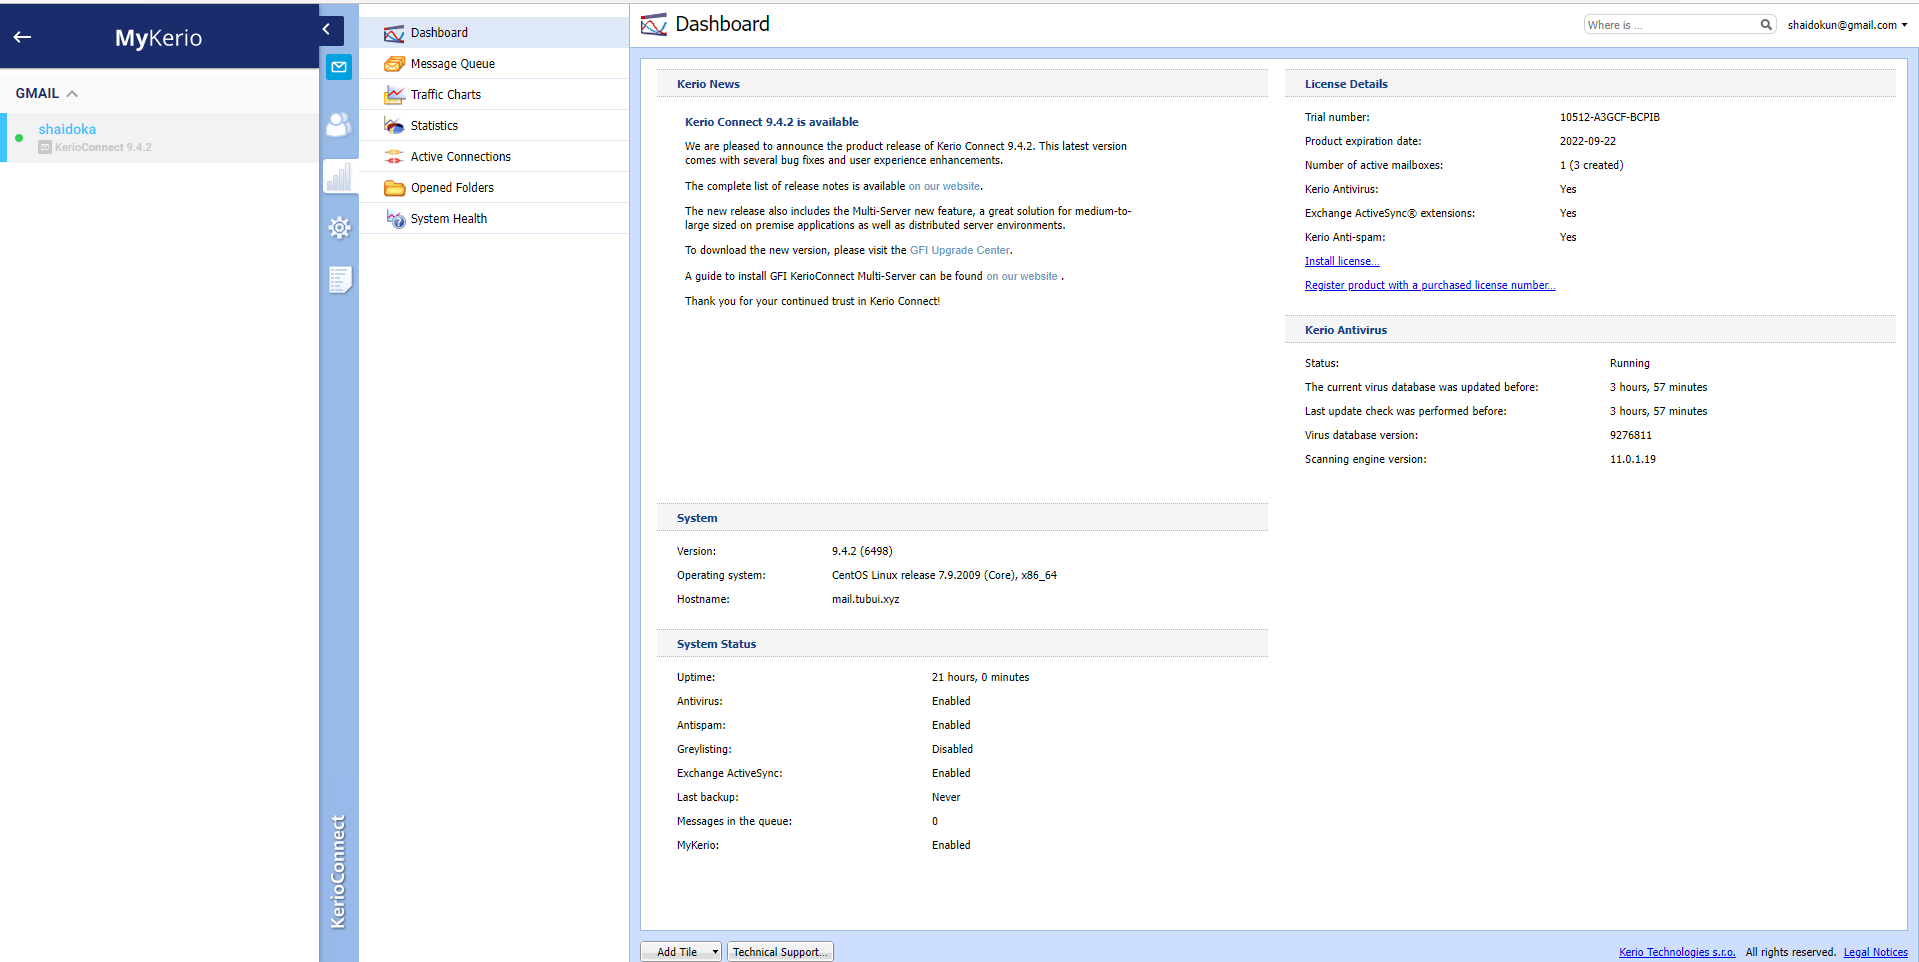 MyKerio
GMAIL
shaidoka
KerioConnect 9.4.2
KerioConnect
Dashboard
Message Queue
Traffic Charts
Statistics
Active Connections
Opened Folders
System Health
Dashboard
Where is ...
shaidokun@gmail.com
Kerio News
Kerio Connect 9.4.2 is available
We are pleased to announce the product release of Kerio Connect 9.4.2. This latest version
comes with several bug fixes and user experience enhancements.
The complete list of release notes is available on our website.
The new release also includes the Multi-Server new feature, a great solution for medium-to-
large sized on premise applications as well as distributed server environments.
To download the new version, please visit the GFI Upgrade Center.
A guide to install GFI KerioConnect Multi-Server can be found on our website .
Thank you for your continued trust in Kerio Connect!
System
Version: 9.4.2 (6498)
Operating system: CentOS Linux release 7.9.2009 (Core), x86_64
Hostname: mail.tubui.xyz
System Status
Uptime: 21 hours, 0 minutes
Antivirus: Enabled
Antispam: Enabled
Greylisting: Disabled
Exchange ActiveSync: Enabled
Last backup: Never
Messages in the queue: 0
MyKerio: Enabled
License Details
Trial number: 10512-A3GCF-BCPIB
Product expiration date: 2022-09-22
Number of active mailboxes: 1 (3 created)
Kerio Antivirus: Yes
Exchange ActiveSync® extensions: Yes
Kerio Anti-spam: Yes
Install license...
Register product with a purchased license number...
Kerio Antivirus
Status: Running
The current virus database was updated before: 3 hours, 57 minutes
Last update check was performed before: 3 hours, 57 minutes
Virus database version: 9276811
Scanning engine version: 11.0.1.19
Add Tile
Technical Support...
Kerio Technologies s.r.o. All rights reserved. Legal Notices